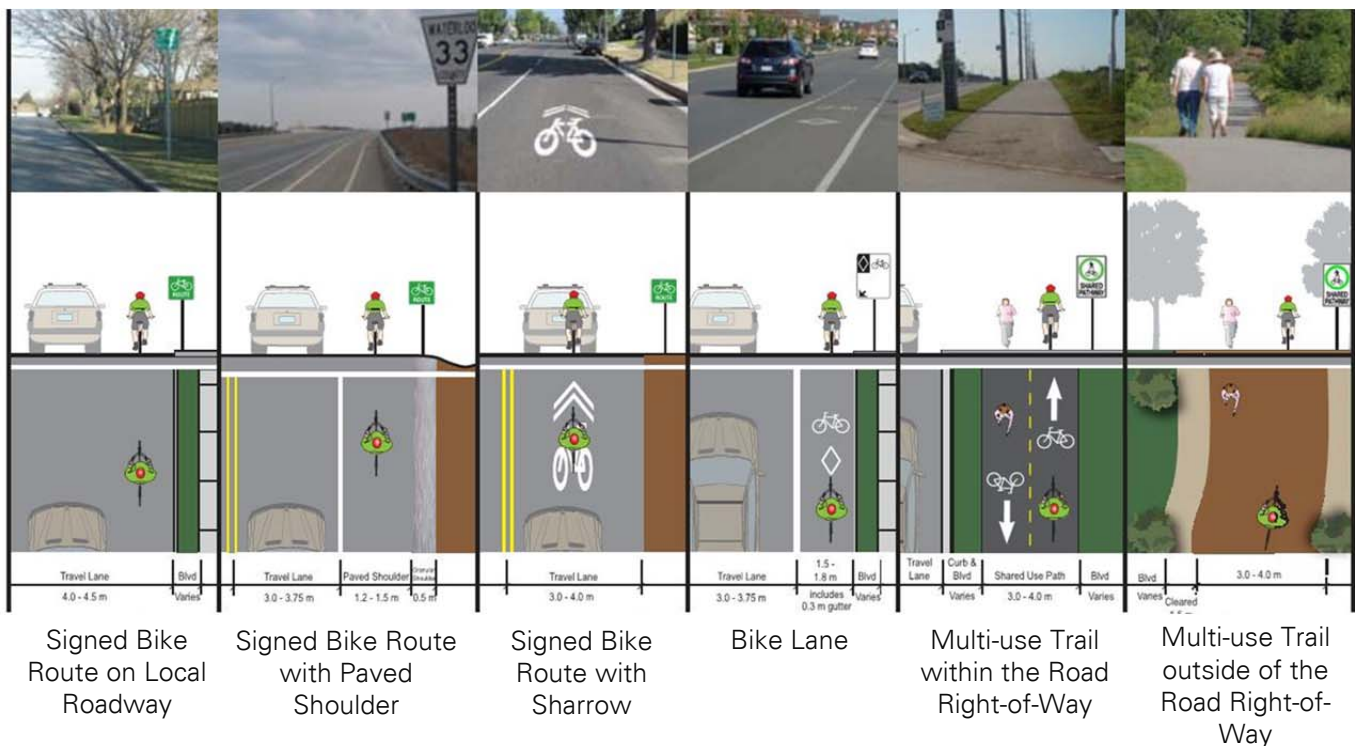 WATERLOO
33
ROUTE
ROUTE
ROUTE
SHARED
PATHWAY
SHARED
PATHWAY
Travel Lane
4.0 - 4.5 m
Blvd
Varies
Travel Lane
3.0 - 3.75 m
Paved Shoulder
1.2 - 1.5 m
Granular
Shoulder
0.5 m
Travel Lane
3.0 - 4.0 m
Travel Lane
3.0 - 3.75 m
1.5 -
1.8 m
includes
0.3 m gutter
Blvd
Varies
Travel
Lane
Curb &
Blvd
Varies
Shared Use Path
3.0 - 4.0 m
Blvd
Varies
Blvd
Varies
Cleared
3.0 - 4.0 m
Signed Bike
Route on Local
Roadway
Signed Bike Route
with Paved
Shoulder
Signed Bike
Route with
Sharrow
Bike Lane
Multi-use Trail
within the Road
Right-of-Way
Multi-use Trail
outside of the
Road Right-of-
Way